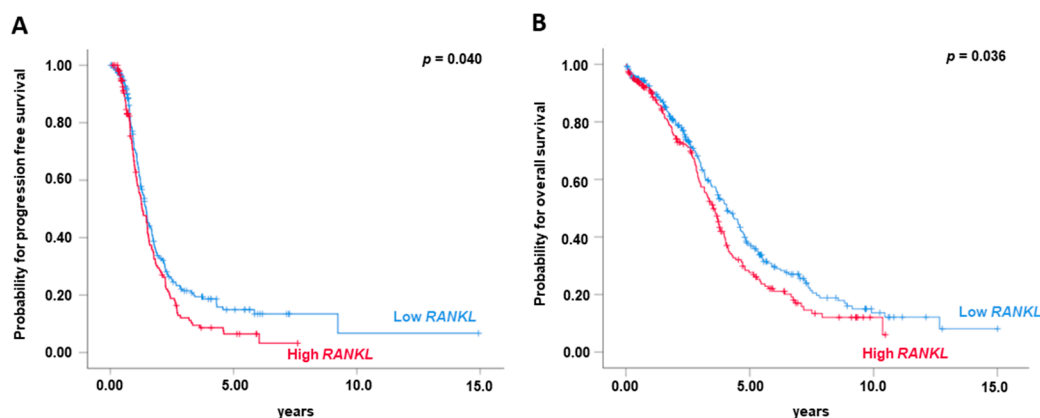 A
p = 0.040
Probability for progression free survival
1.00
0.80
0.60
0.40
0.20
0.00
Low RANKL
High RANKL
0.00 5.00 10.0 15.0
years
B
p = 0.036
Probability for overall survival
1.00
0.80
0.60
0.40
0.20
0.00
Low RANKL
High RANKL
0.00 5.00 10.0 15.0
years